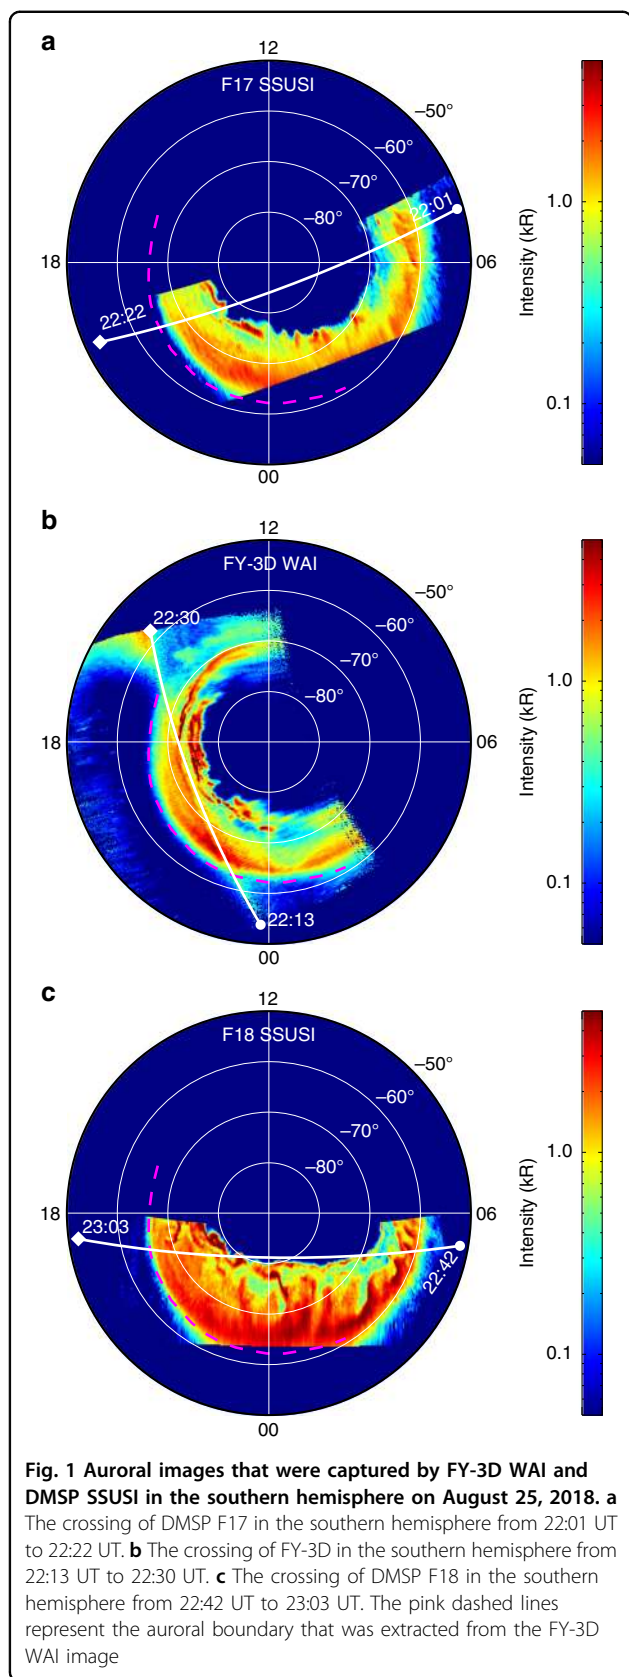 a
12
F17 SSUSI
−50°
−60°
−70°
−80°
22:01
18
06
22:22
00
1.0
0.1
Intensity (kR)
b
12
FY-3D WAI
−50°
22:30
−60°
−70°
−80°
18
06
22:13
00
1.0
0.1
Intensity (kR)
c
12
F18 SSUSI
−50°
−60°
−70°
−80°
18
23:03
06
22:42
00
1.0
0.1
Intensity (kR)
Fig. 1 Auroral images that were captured by FY-3D WAI and
DMSP SSUSI in the southern hemisphere on August 25, 2018. a
The crossing of DMSP F17 in the southern hemisphere from 22:01 UT
to 22:22 UT. b The crossing of FY-3D in the southern hemisphere from
22:13 UT to 22:30 UT. c The crossing of DMSP F18 in the southern
hemisphere from 22:42 UT to 23:03 UT. The pink dashed lines
represent the auroral boundary that was extracted from the FY-3D
WAI image